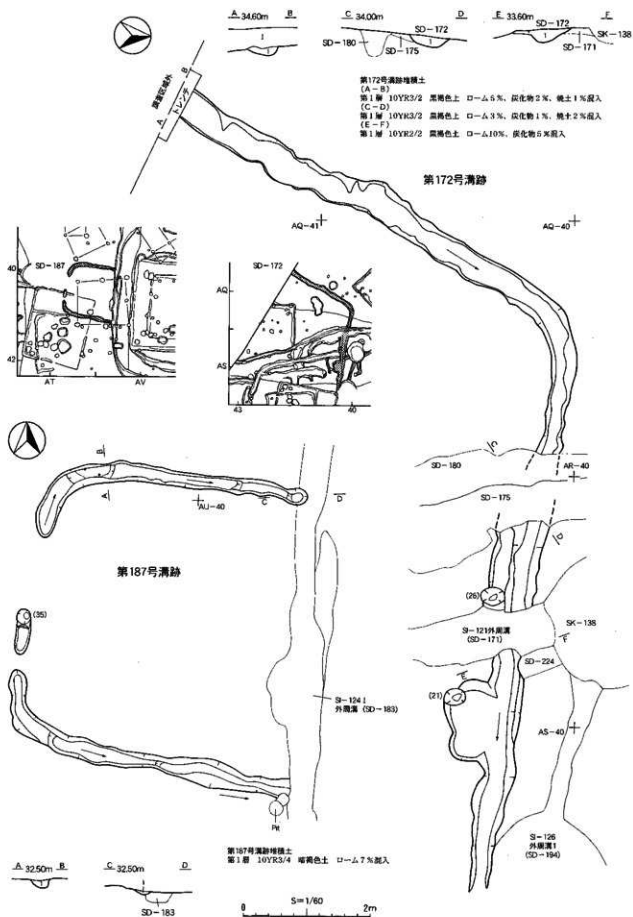 A 34.60m B
C 34.00m D
E 33.60m F
SD-172
SD-180
SD-175
SD-172
SK-138
SD-171
1
1
1
I
第172号溝跡堆積土
(A-B)
第1層 10YR3/2 黒褐色土 ローム5%、炭化物2%、焼土1%混入
(C-D)
第1層 10YR3/2 黒褐色土 ローム3%、炭化物1%、焼土2%混入
(E-F)
第1層 10YR2/2 黒褐色土 ローム10%、炭化物5%混入
調査区域外
トレンチ
A
B
第172号溝跡
AQ-41
AQ-40
40
SD-187
42
AT
AV
SD-172
AQ
AS
43
40
B
A
AU-40
C
D
第187号溝跡
(35)
SI-124 I
外周溝 (SD-183)
Pit
C
SD-180
AR-40
SD-175
D
(26)
SI-121外周溝
(SD-171)
SK-138
F
SD-224
E
(21)
AS-40
SI-126
外周溝1
(SD-194)
第187号溝跡堆積土
第1層 10YR3/4 暗褐色土 ローム7%混入
A 32.50m B
1
C 32.50m D
1
SD-183
S=1/60
0
2m